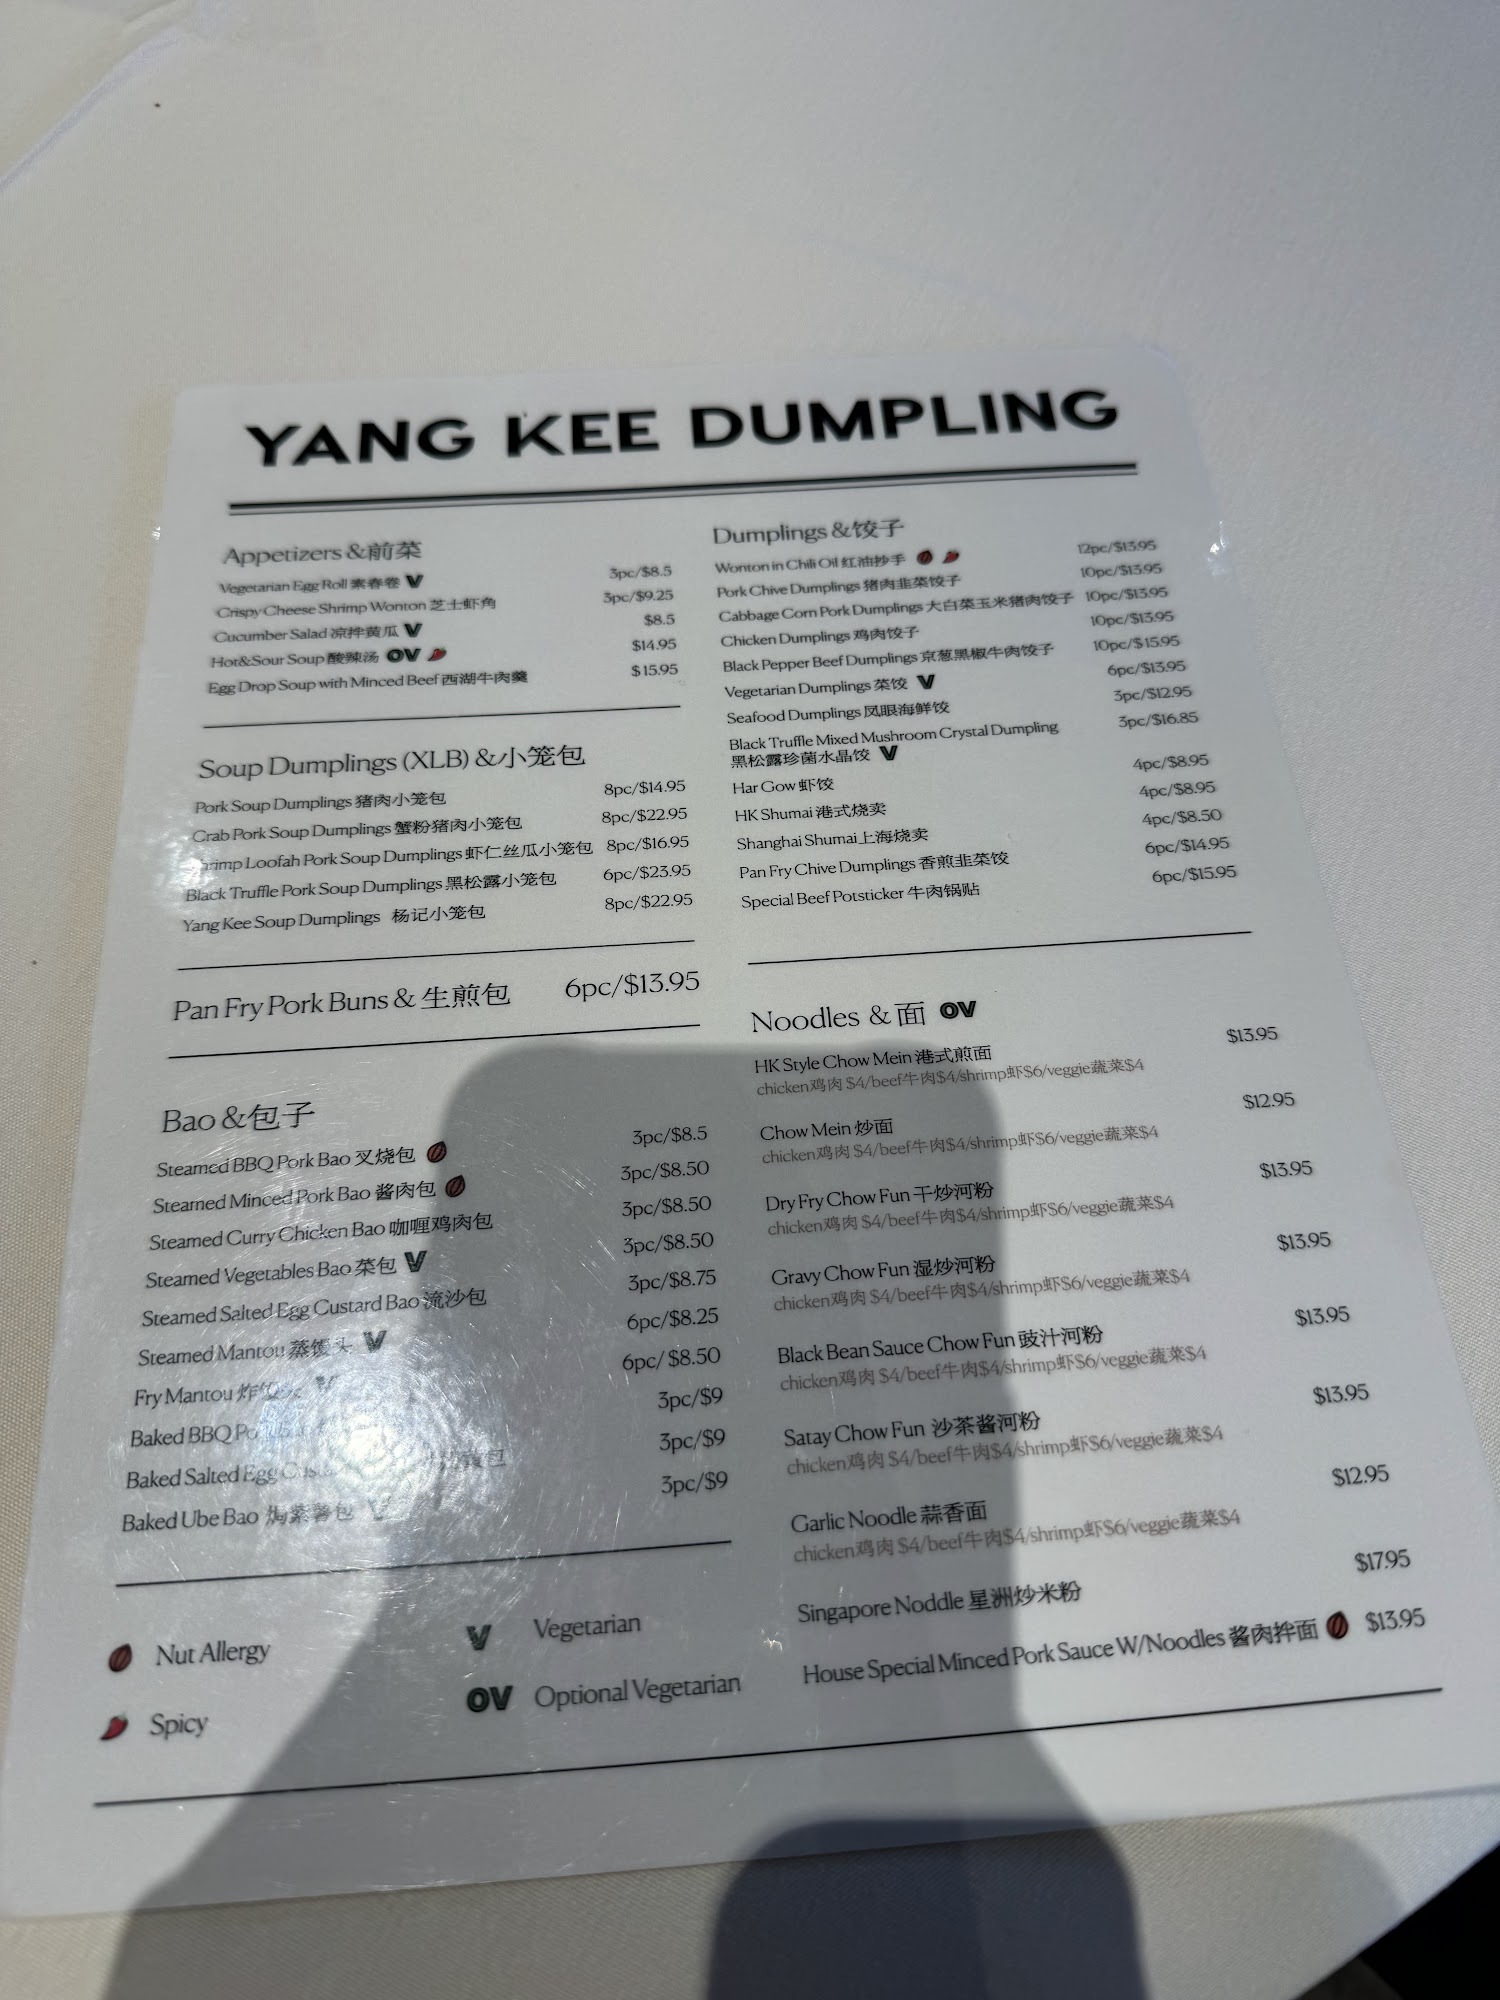 YANG KEE DUMPLING
Appetizers &前菜
Vegetarian Egg Roll 素春卷 V 3pc/$8.5
Crispy Cheese Shrimp Wonton 芝士虾角 3pc/$9.25
Cucumber Salad 凉拌黄瓜 V $8.5
Hot&Sour Soup 酸辣汤 OV $14.95
Egg Drop Soup with Minced Beef 西湖牛肉羹 $15.95
Soup Dumplings (XLB) &小笼包
Pork Soup Dumplings 猪肉小笼包 8pc/$14.95
Crab Pork Soup Dumplings 蟹粉猪肉小笼包 8pc/$22.95
Shrimp Loofah Pork Soup Dumplings 虾仁丝瓜小笼包 8pc/$16.95
Black Truffle Pork Soup Dumplings 黑松露小笼包 6pc/$23.95
Yang Kee Soup Dumplings 杨记小笼包 8pc/$22.95
Pan Fry Pork Buns & 生煎包 6pc/$13.95
Bao &包子
Steamed BBQ Pork Bao 叉烧包 3pc/$8.5
Steamed Minced Pork Bao 酱肉包 3pc/$8.50
Steamed Curry Chicken Bao 咖喱鸡肉包 3pc/$8.50
Steamed Vegetables Bao 菜包 V 3pc/$8.50
Steamed Salted Egg Custard Bao 流沙包 3pc/$8.75
Steamed Mantou 蒸馒头 V 6pc/$8.25
Fry Mantou 6pc/ $8.50
Baked BBQ 3pc/$9
Baked Salted Egg 3pc/$9
Baked Ube Bao 焗紫薯包 V 3pc/$9
Nut Allergy
V Vegetarian
Spicy
OV Optional Vegetarian
Dumplings &饺子
Wonton in Chili Oil 红油抄手 12pc/$13.95
Pork Chive Dumplings 猪肉韭菜饺子 10pc/$13.95
Cabbage Corn Pork Dumplings 大白菜玉米猪肉饺子 10pc/$13.95
Chicken Dumplings 鸡肉饺子 10pc/$13.95
Black Pepper Beef Dumplings 京葱黑椒牛肉饺子 10pc/$15.95
Vegetarian Dumplings 菜饺 V 6pc/$13.95
Seafood Dumplings 凤眼海鲜饺 3pc/$12.95
Black Truffle Mixed Mushroom Crystal Dumpling 3pc/$16.85
黑松露珍菌水晶饺 V
Har Gow 虾饺 4pc/$8.95
HK Shumai 港式烧卖 4pc/$8.95
Shanghai Shumai 上海烧卖 4pc/$8.50
Pan Fry Chive Dumplings 香煎韭菜饺 6pc/$14.95
Special Beef Potsticker 牛肉锅贴 6pc/$15.95
Noodles & 面 OV
HK Style Chow Mein 港式煎面 $13.95
chicken鸡肉 $4/beef牛肉$4/shrimp虾$6/veggie蔬菜$4
Chow Mein 炒面 $12.95
chicken鸡肉 $4/beef牛肉$4/shrimp虾$6/veggie蔬菜$4
Dry Fry Chow Fun 干炒河粉 $13.95
chicken鸡肉 $4/beef牛肉$4/shrimp虾$6/veggie蔬菜$4
Gravy Chow Fun 湿炒河粉 $13.95
chicken鸡肉 $4/beef牛肉$4/shrimp虾$6/veggie蔬菜$4
Black Bean Sauce Chow Fun 豉汁河粉 $13.95
chicken鸡肉 $4/beef牛肉$4/shrimp虾$6/veggie蔬菜$4
Satay Chow Fun 沙茶酱河粉 $13.95
chicken鸡肉 $4/beef牛肉$4/shrimp虾$6/veggie蔬菜$4
Garlic Noodle 蒜香面 $12.95
chicken鸡肉 $4/beef牛肉$4/shrimp虾$6/veggie蔬菜$4
Singapore Noddle 星洲炒米粉 $17.95
House Special Minced Pork Sauce W/Noodles 酱肉拌面 $13.95